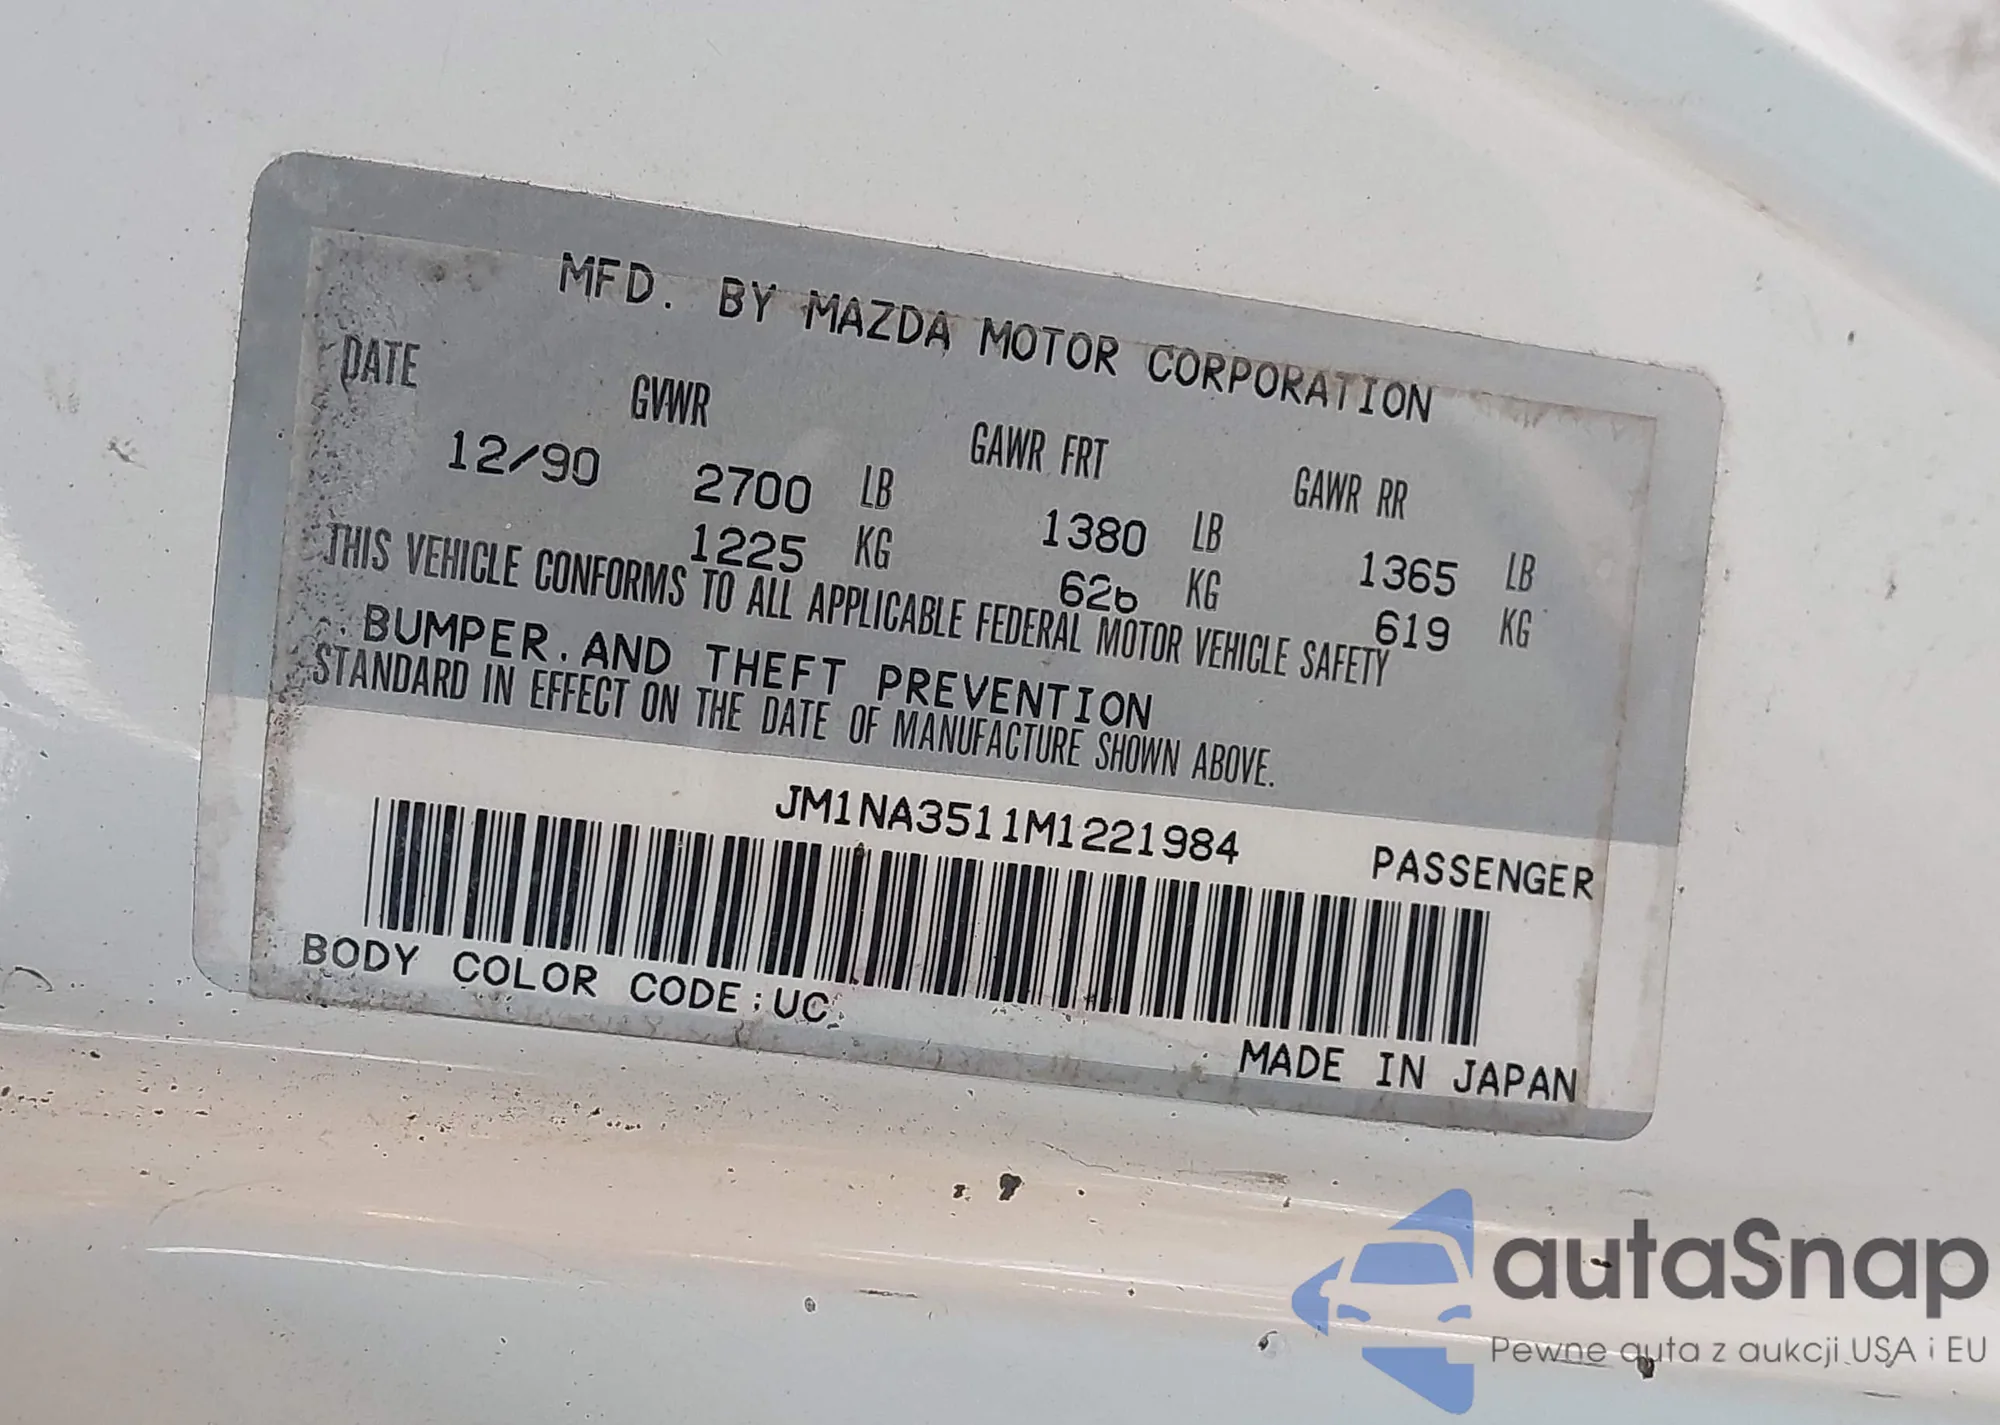 MFD. BY MAZDA MOTOR CORPORATION
DATE GVWR GAWR FRT GAWR RR
12/90 2700 LB 1380 LB 1365 LB
1225 KG 626 KG 619 KG
THIS VEHICLE CONFORMS TO ALL APPLICABLE FEDERAL MOTOR VEHICLE SAFETY
BUMPER.AND THEFT PREVENTION
STANDARD IN EFFECT ON THE DATE OF MANUFACTURE SHOWN ABOVE.
JM1NA3511M1221984 PASSENGER
BODY COLOR CODE:UC
MADE IN JAPAN
autaSnap
Pewne auta z aukcji USA i EU